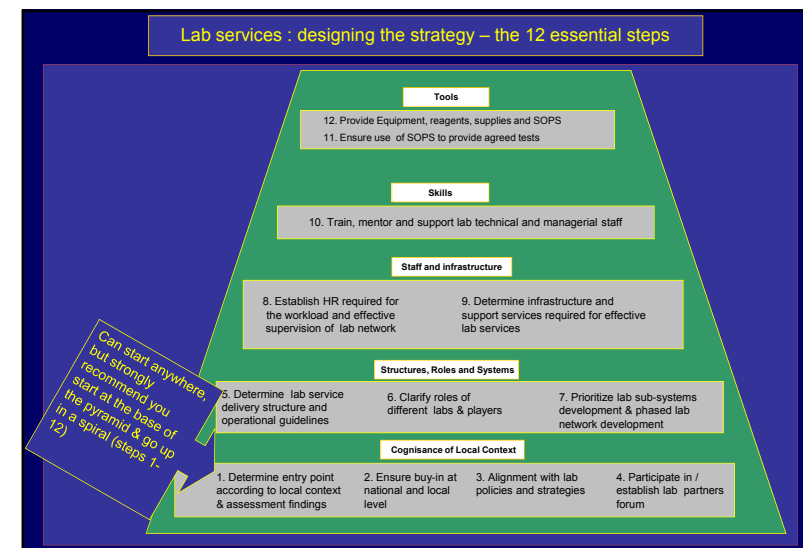 Lab services : designing the strategy – the 12 essential steps
Tools
12. Provide Equipment, reagents, supplies and SOPS
11. Ensure use of SOPS to provide agreed tests
Skills
10. Train, mentor and support lab technical and managerial staff
Staff and infrastructure
8. Establish HR required for
the workload and effective
supervision of lab network
9. Determine infrastructure and
support services required for effective
lab services
Structures, Roles and Systems
5. Determine lab service
delivery structure and
operational guidelines
6. Clarify roles of
different labs & players
7. Prioritize lab sub-systems
development & phased lab
network development
Cognisance of Local Context
1. Determine entry point
according to local context
& assessment findings
2. Ensure buy-in at
national and local
level
3. Alignment with lab
policies and strategies
4. Participate in /
establish lab partners
forum
Can start anywhere,
but strongly
recommend you
start at the base of
the pyramid & go up
in a spiral (steps 1-
12)